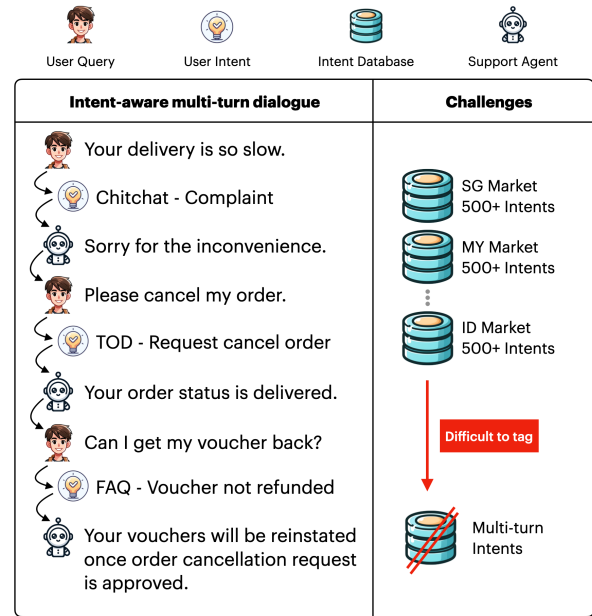 User Query
User Intent
Intent Database
Support Agent
Intent-aware multi-turn dialogue
Challenges
Your delivery is so slow.
Chitchat - Complaint
Sorry for the inconvenience.
Please cancel my order.
TOD - Request cancel order
Your order status is delivered.
Can I get my voucher back?
FAQ - Voucher not refunded
Your vouchers will be reinstated
once order cancellation request
is approved.
SG Market
500+ Intents
MY Market
500+ Intents
ID Market
500+ Intents
Difficult to tag
Multi-turn
Intents